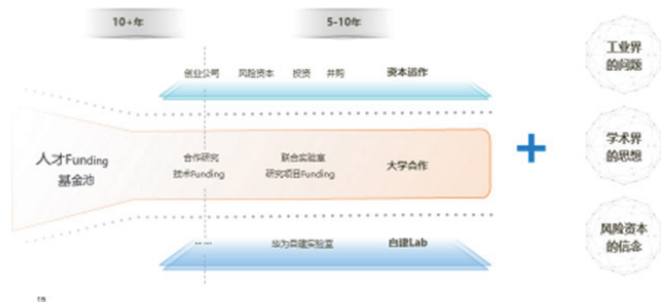 10+年
5-10年
创业公司
风险资本
投资
并购
资本运作
人才Funding
基金池
合作研究
技术Funding
联合实验室
研究项目Funding
大学合作
... ...
华为自建实验室
自建Lab
工业界
的问题
学术界
的思想
风险资本
的信念